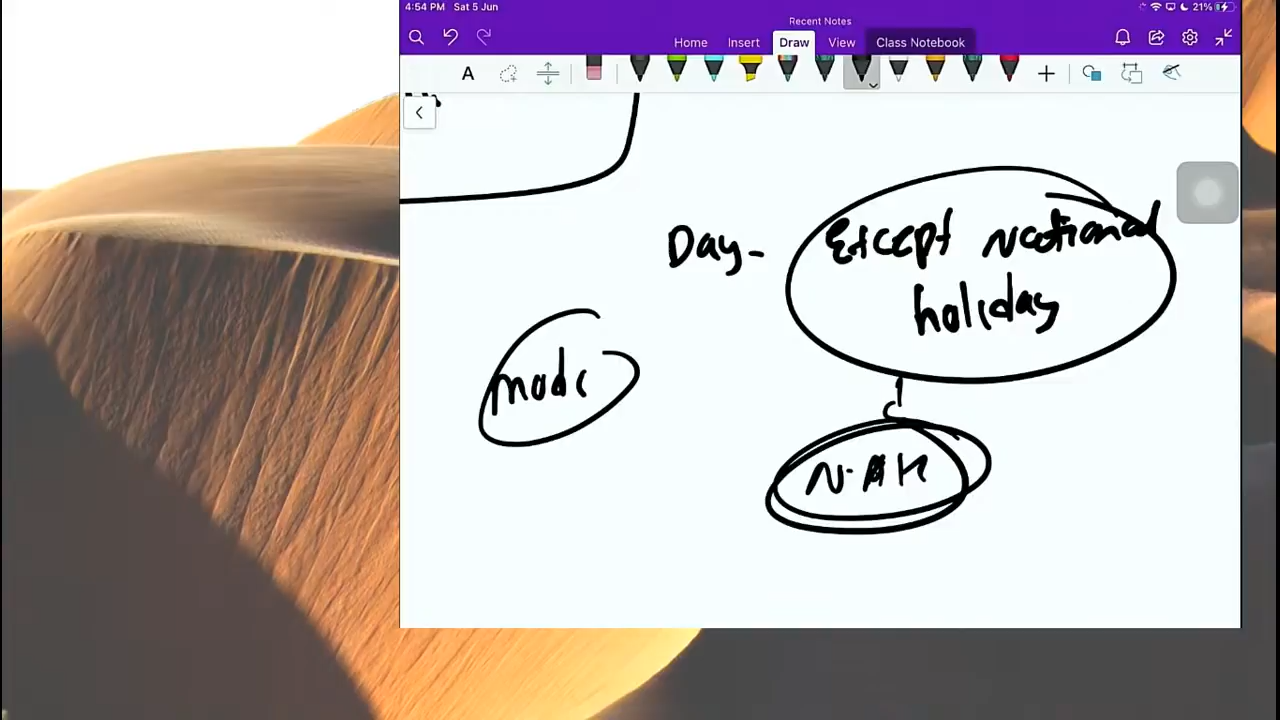 4:54 PM Sat 5 Jun
21%
Recent Notes
Home Insert Draw View Class Notebook
A
Day- Except national
holiday
mode